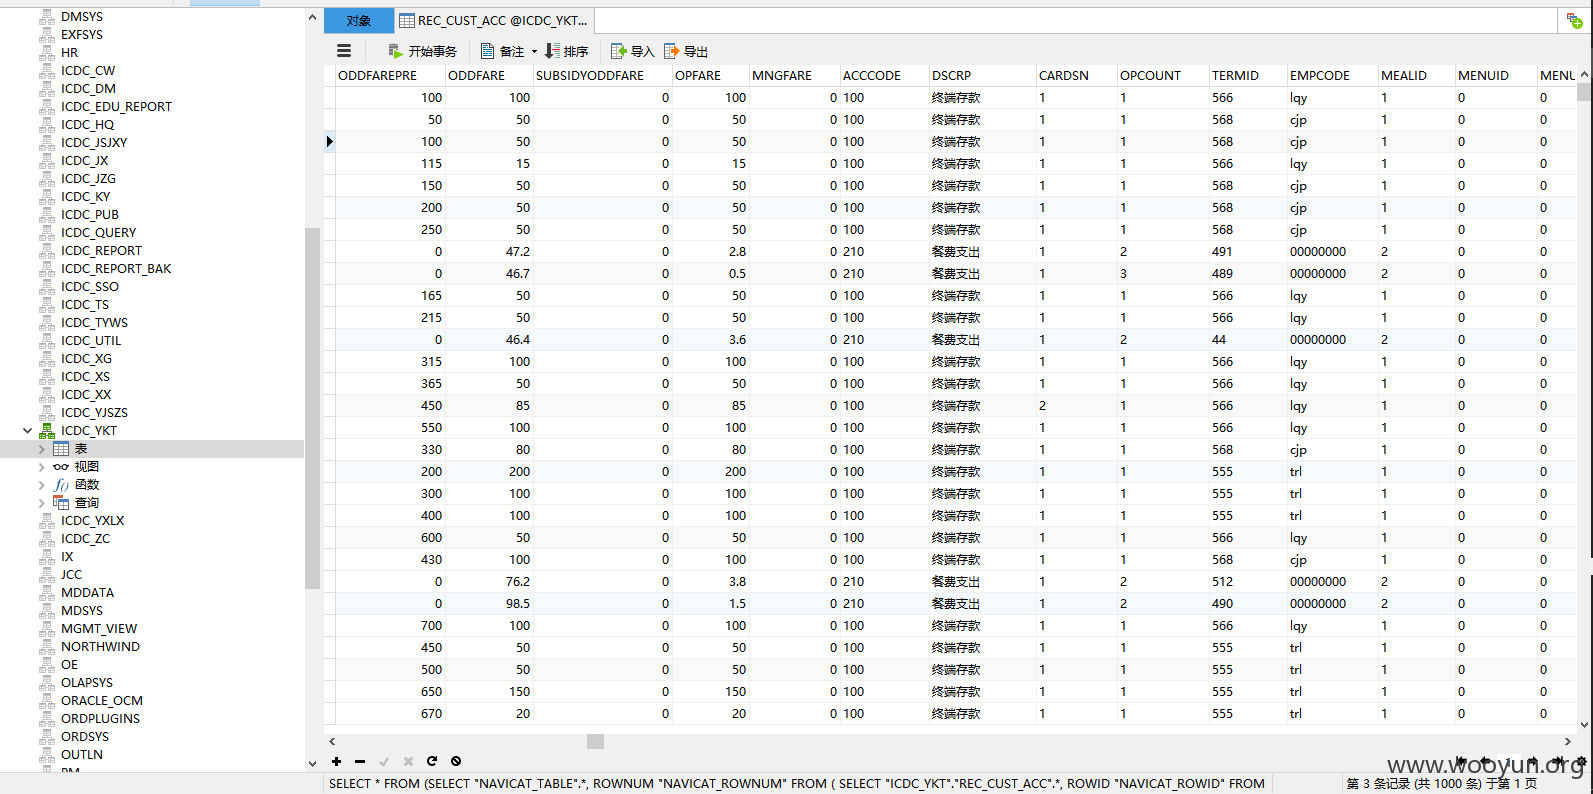 DMSYS
EXFSYS
HR
ICDC_CW
ICDC_DM
ICDC_EDU_REPORT
ICDC_HQ
ICDC_JSJXY
ICDC_JX
ICDC_JZG
ICDC_KY
ICDC_PUB
ICDC_QUERY
ICDC_REPORT
ICDC_REPORT_BAK
ICDC_SSO
ICDC_TS
ICDC_TYWS
ICDC_UTIL
ICDC_XG
ICDC_XS
ICDC_XX
ICDC_YJSZS
ICDC_YKT
表
视图
函数
查询
ICDC_YXLX
ICDC_ZC
IX
JCC
MDDATA
MDSYS
MGMT_VIEW
NORTHWIND
OE
OLAPSYS
ORACLE_OCM
ORDPLUGINS
ORDSYS
OUTLN
对象 REC_CUST_ACC @ICDC_YKT...
开始事务 备注 排序 导入 导出
ODDFAREPRE ODDFARE SUBSIDYODDFARE OPFARE MNGFARE ACCCODE DSCRP CARDSN OPCOUNT TERMID EMPCODE MEALID MENUID MENU
100 100 0 100 0 100 终端存款 1 1 566 lqy 1 0 0
50 50 0 50 0 100 终端存款 1 1 568 cjp 1 0 0
100 50 0 50 0 100 终端存款 1 1 568 cjp 1 0 0
115 15 0 15 0 100 终端存款 1 1 566 lqy 1 0 0
150 50 0 50 0 100 终端存款 1 1 568 cjp 1 0 0
200 50 0 50 0 100 终端存款 1 1 568 cjp 1 0 0
250 50 0 50 0 100 终端存款 1 1 568 cjp 1 0 0
0 47.2 0 2.8 0 210 餐费支出 1 2 491 00000000 2 0 0
0 46.7 0 0.5 0 210 餐费支出 1 3 489 00000000 2 0 0
165 50 0 50 0 100 终端存款 1 1 566 lqy 1 0 0
215 50 0 50 0 100 终端存款 1 1 566 lqy 1 0 0
0 46.4 0 3.6 0 210 餐费支出 1 2 44 00000000 2 0 0
315 100 0 100 0 100 终端存款 1 1 566 lqy 1 0 0
365 50 0 50 0 100 终端存款 1 1 566 lqy 1 0 0
450 85 0 85 0 100 终端存款 2 1 566 lqy 1 0 0
550 100 0 100 0 100 终端存款 1 1 566 lqy 1 0 0
330 80 0 80 0 100 终端存款 1 1 568 cjp 1 0 0
200 200 0 200 0 100 终端存款 1 1 555 trl 1 0 0
300 100 0 100 0 100 终端存款 1 1 555 trl 1 0 0
400 100 0 100 0 100 终端存款 1 1 555 trl 1 0 0
600 50 0 50 0 100 终端存款 1 1 566 lqy 1 0 0
430 100 0 100 0 100 终端存款 1 1 568 cjp 1 0 0
0 76.2 0 3.8 0 210 餐费支出 1 2 512 00000000 2 0 0
0 98.5 0 1.5 0 210 餐费支出 1 2 490 00000000 2 0 0
700 100 0 100 0 100 终端存款 1 1 566 lqy 1 0 0
450 50 0 50 0 100 终端存款 1 1 555 trl 1 0 0
500 50 0 50 0 100 终端存款 1 1 555 trl 1 0 0
650 150 0 150 0 100 终端存款 1 1 555 trl 1 0 0
670 20 0 20 0 100 终端存款 1 1 555 trl 1 0 0
www.wooyun.org
SELECT * FROM (SELECT "NAVICAT_TABLE".*, ROWNUM "NAVICAT_ROWNUM" FROM ( SELECT "ICDC_YKT"."REC_CUST_ACC".*, ROWID "NAVICAT_ROWID" FROM 第 3 条记录 (共 1000 条) 于第 1 页